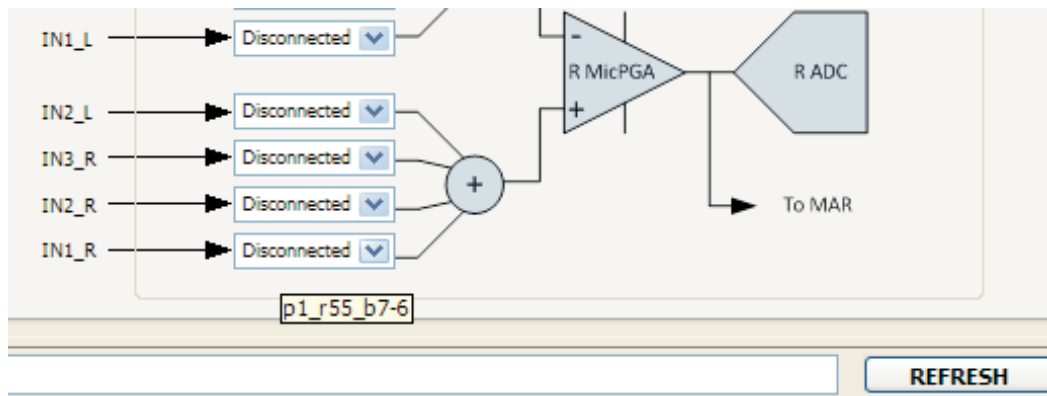 IN1_L Disconnected
-
R MicPGA R ADC
IN2_L Disconnected +
IN3_R Disconnected
+
IN2_R Disconnected To MAR
IN1_R Disconnected
p1_r55_b7-6
REFRESH